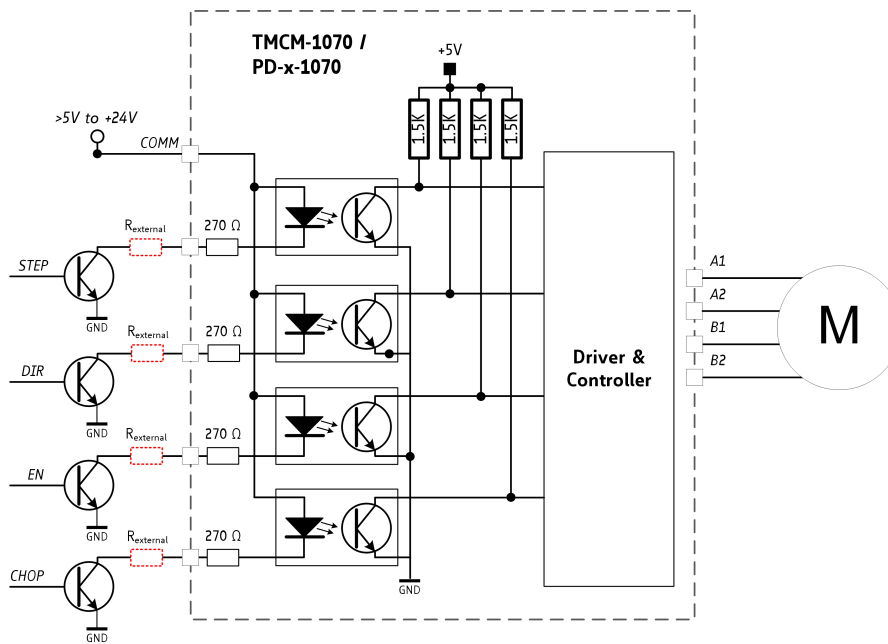 TMCM-1070 /
PD-x-1070
+5V
>5V to +24V
COMM
1.5K
1.5K
1.5K
1.5K
Rexternal
270 Ω
STEP
GND
Rexternal
270 Ω
DIR
GND
Rexternal
270 Ω
EN
GND
Rexternal
270 Ω
CHOP
GND
GND
Driver &
Controller
A1
A2
B1
B2
M